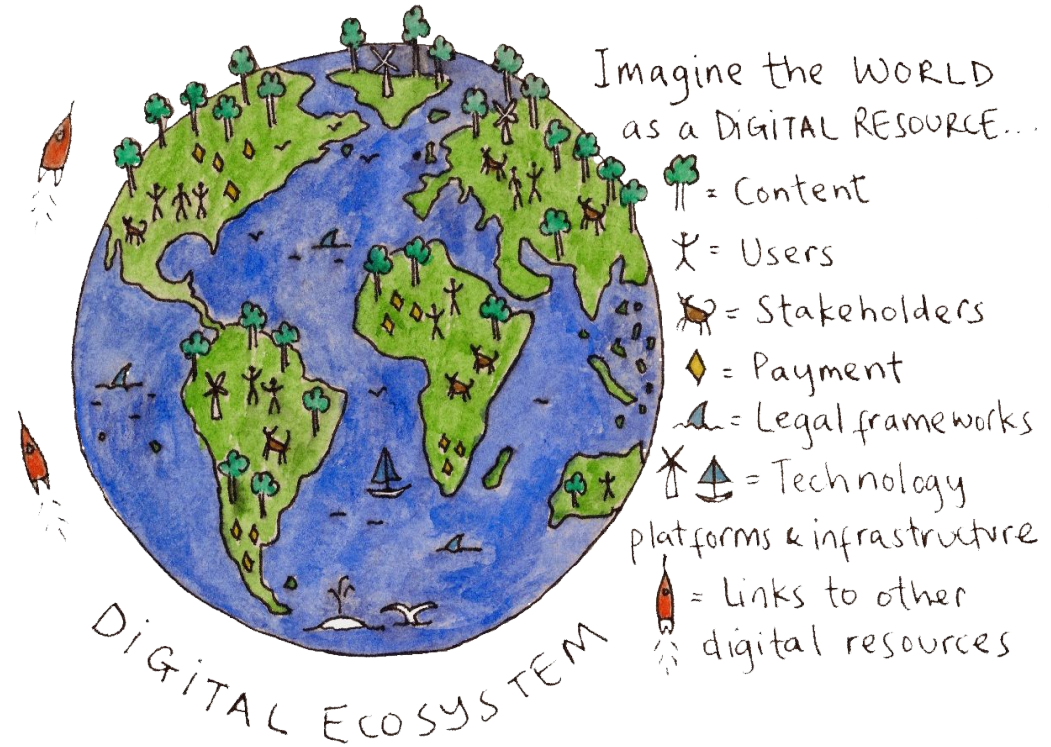 Imagine the WORLD
as a DiGiTAL RESOURCE...
= Content
= Users
= Stakeholders
= Payment
= Legal frameworks
= Technology
platforms & infrastructure
= Links to other
digital resources
DiGiTAL ECOSYSTEM